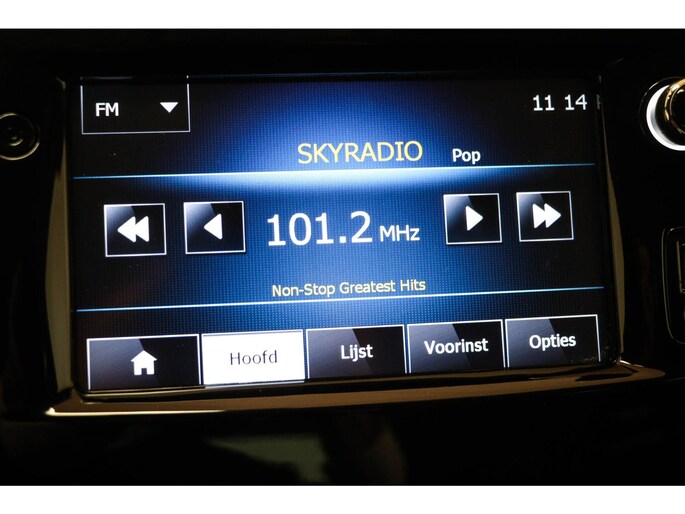 FM
11 14
SKYRADIO Pop
101.2 MHz
Non-Stop Greatest Hits
Hoofd Lijst Voorinst Opties